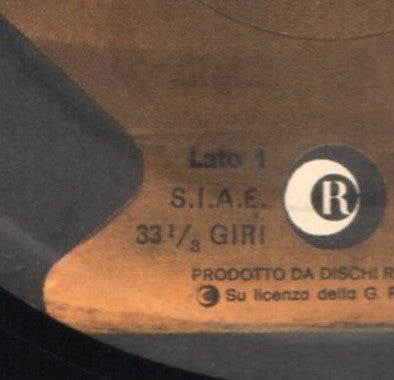 Lato 1
S.I.A.E.
R
33 1/3 GIRI
PRODOTTO DA DISCHI R
Su licenza della G.